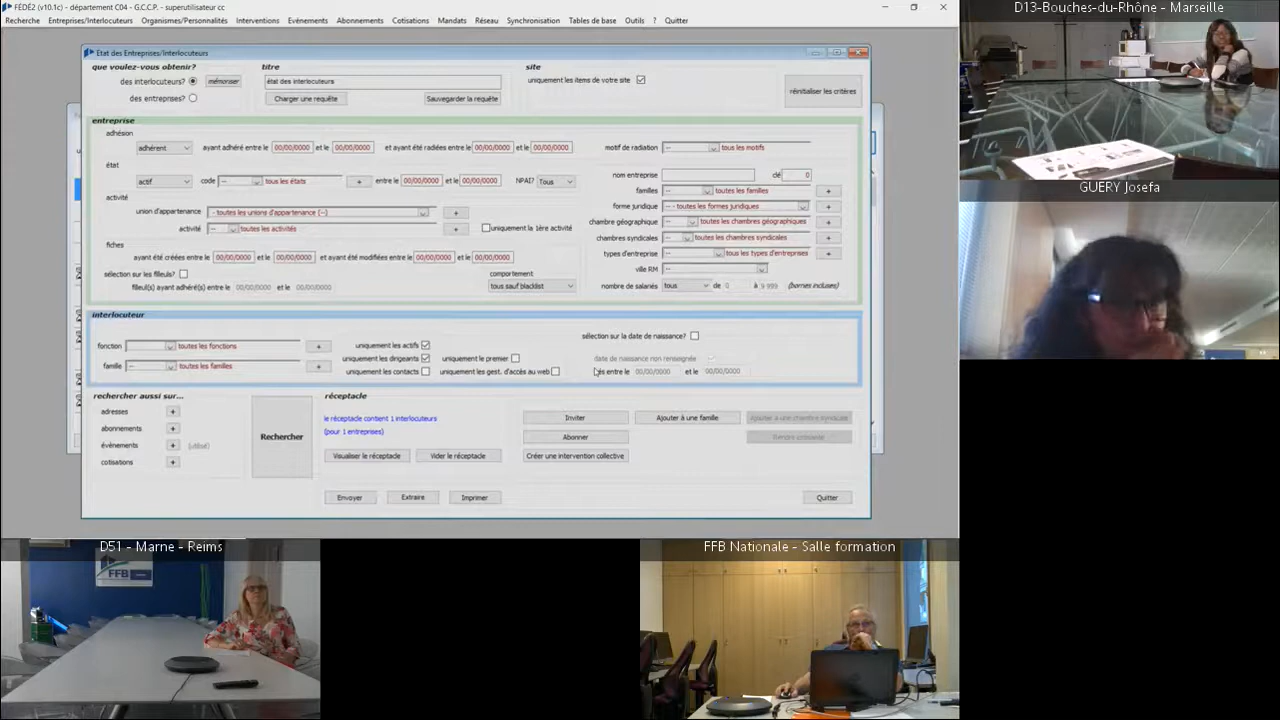 FÉDÉ2 (v10.1c) - département C04 - G.C.C.P. - superutilisateur cc
Recherche Entreprises/Interlocuteurs Organismes/Personnalités Interventions Evénements Abonnements Cotisations Mandats Réseau Synchronisation Tables de base Outils ? Quitter
État des Entreprises/Interlocuteurs
que voulez-vous obtenir? titre site
des interlocuteurs? mémoriser état des interlocuteurs uniquement les items de votre site
des entreprises? Charger une requête Sauvegarder la requête réinitialiser les critères
entreprise
adhésion
adhérent ayant adhéré entre le 00/00/0000 et le 00/00/0000 et ayant été radiées entre le 00/00/0000 et le 00/00/0000 motif de radiation -- tous les motifs
état
actif code -- tous les états + entre le 00/00/0000 et le 00/00/0000 NPAI? Tous nom entreprise clé 0
familles -- toutes les familles +
activité
union d'appartenance - toutes les unions d'appartenance (--) + forme juridique - toutes les formes juridiques +
activité -- toutes les activités + uniquement la 1ère activité chambre géographique -- toutes les chambres géographiques +
chambres syndicales -- toutes les chambres syndicales +
fiches
ayant été créées entre le 00/00/0000 et le 00/00/0000 et ayant été modifiées entre le 00/00/0000 et le 00/00/0000 types d'entreprise -- tous les types d'entreprises +
sélection sur les filleuls? comportement ville RM --
filleul(s) ayant adhéré(s) entre le 00/00/0000 et le 00/00/0000 tous sauf blacklist nombre de salariés tous de 0 à 9 999 (bornes incluses)
interlocuteur
sélection sur la date de naissance?
fonction toutes les fonctions + uniquement les actifs
uniquement les dirigeants uniquement le premier date de naissance non renseignée
famille -- toutes les familles + uniquement les contacts uniquement les gest. d'accès au web entre le 00/00/0000 et le 00/00/0000
rechercher aussi sur... réceptacle
adresses +
abonnements +
événements + (utilisé)
cotisations +
Rechercher
le réceptacle contient 1 interlocuteurs
(pour 1 entreprises)
Visualiser le réceptacle Vider le réceptacle
Inviter Ajouter à une famille Ajouter à une chambre syndicale
Abonner
Créer une intervention collective
Envoyer Extraire Imprimer Quitter
D13-Bouches-du-Rhône - Marseille
GUERY Josefa
D51 - Marne - Reims
FFB
FFB Nationale - Salle formation